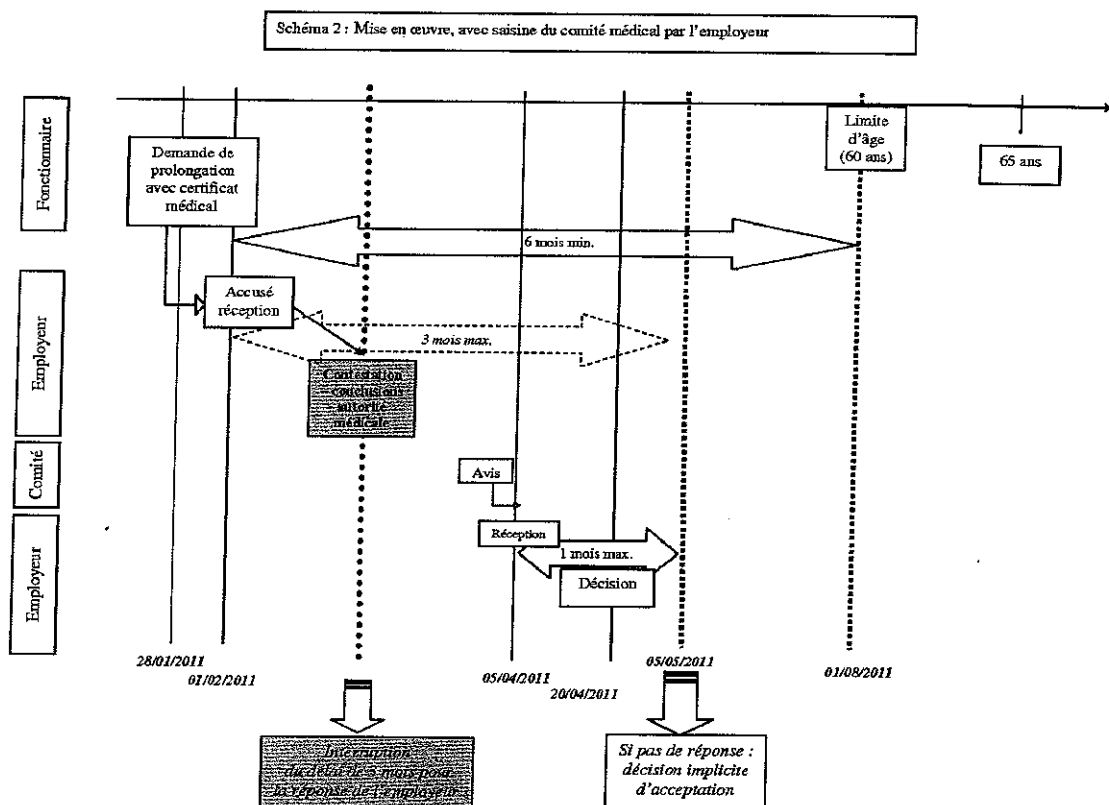 Schéma 2 : Mise en œuvre, avec saisine du comité médical par l'employeur
Fonctionnaire
Demande de
prolongation
avec certificat
médical
Limite
d'âge
(60 ans)
65 ans
6 mois min.
Employeur
Accusé
réception
3 mois max.
Contestation
conclusions
autorité
médicale
Comité
Avis
Employeur
Réception
1 mois max.
Décision
28/01/2011
01/02/2011
05/04/2011
20/04/2011
05/05/2011
01/08/2011
Interruption
du délai de 3 mois pour
la réponse de l'employeur
Si pas de réponse :
décision implicite
d'acceptation